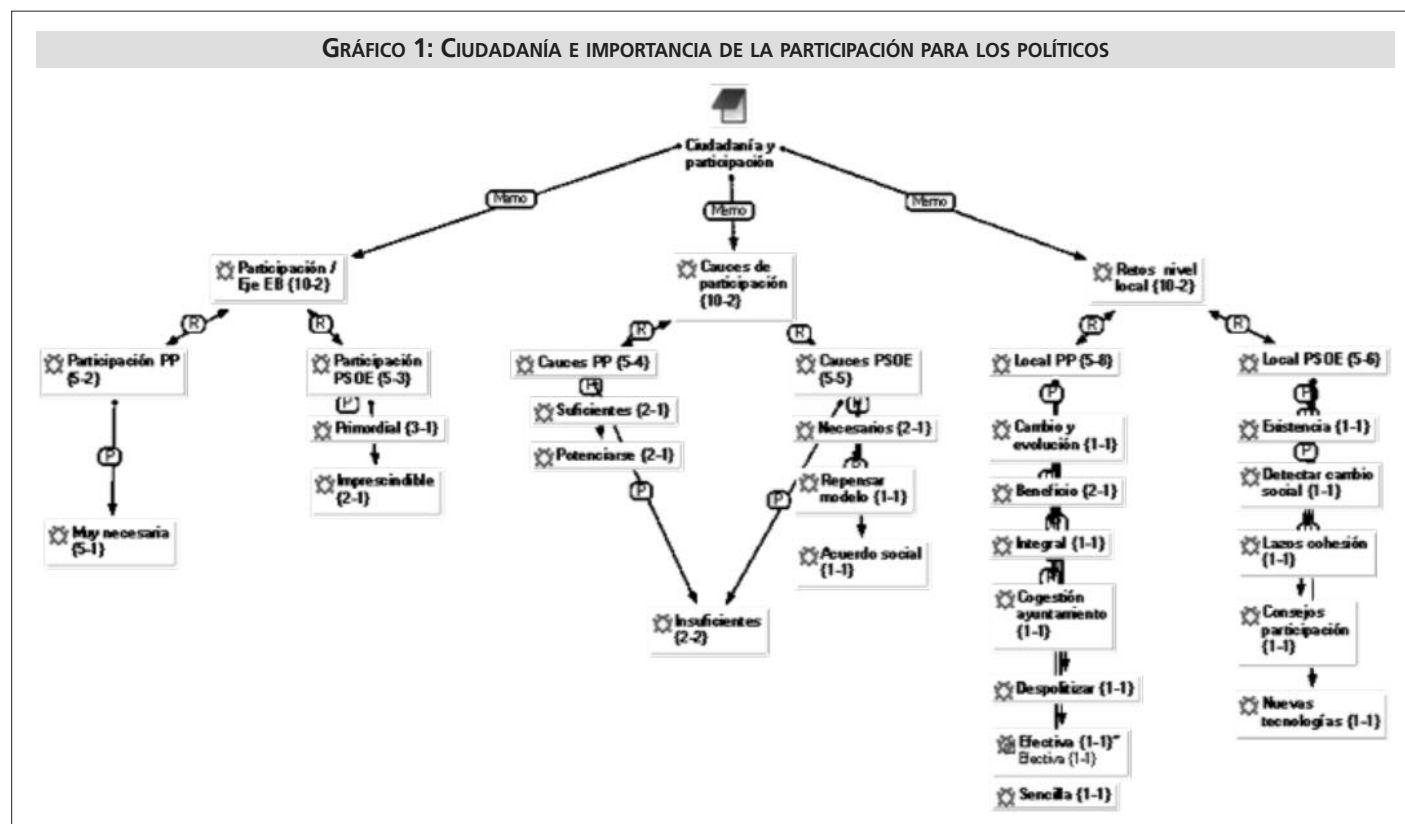 GRÁFICO 1: CIUDADANÍA E IMPORTANCIA DE LA PARTICIPACIÓN PARA LOS POLÍTICOS
Ciudadanía y
participación
Memo
Memo
Memo
Participación /
Eje EB {10-2}
Cauces de
participación
{10-2}
Retos nivel
local {10-2}
R
R
R
R
R
R
Participación PP
{5-2}
Participación
PSOE {5-3}
Cauces PP {5-4}
Cauces PSOE
{5-5}
Local PP {5-8}
Local PSOE {5-6}
P
P
P
P
P
P
P
P
Muy necesaria
{5-1}
Primordial {3-1}
Imprescindible
{2-1}
Suficientes {2-1}
Potenciarse {2-1}
Necesarios {2-1}
Repensar
modelo {1-1}
Acuerdo social
{1-1}
Insuficientes
{2-2}
Cambio y
evolución {1-1}
Beneficio {2-1}
Integral {1-1}
Cogestión
ayuntamiento
{1-1}
Despolitizar {1-1}
Efectiva {1-1}~
Efectiva {1-1}
Sencilla {1-1}
Existencia {1-1}
Detectar cambio
social {1-1}
Lazos cohesión
{1-1}
Consejos
participación
{1-1}
Nuevas
tecnologías {1-1}